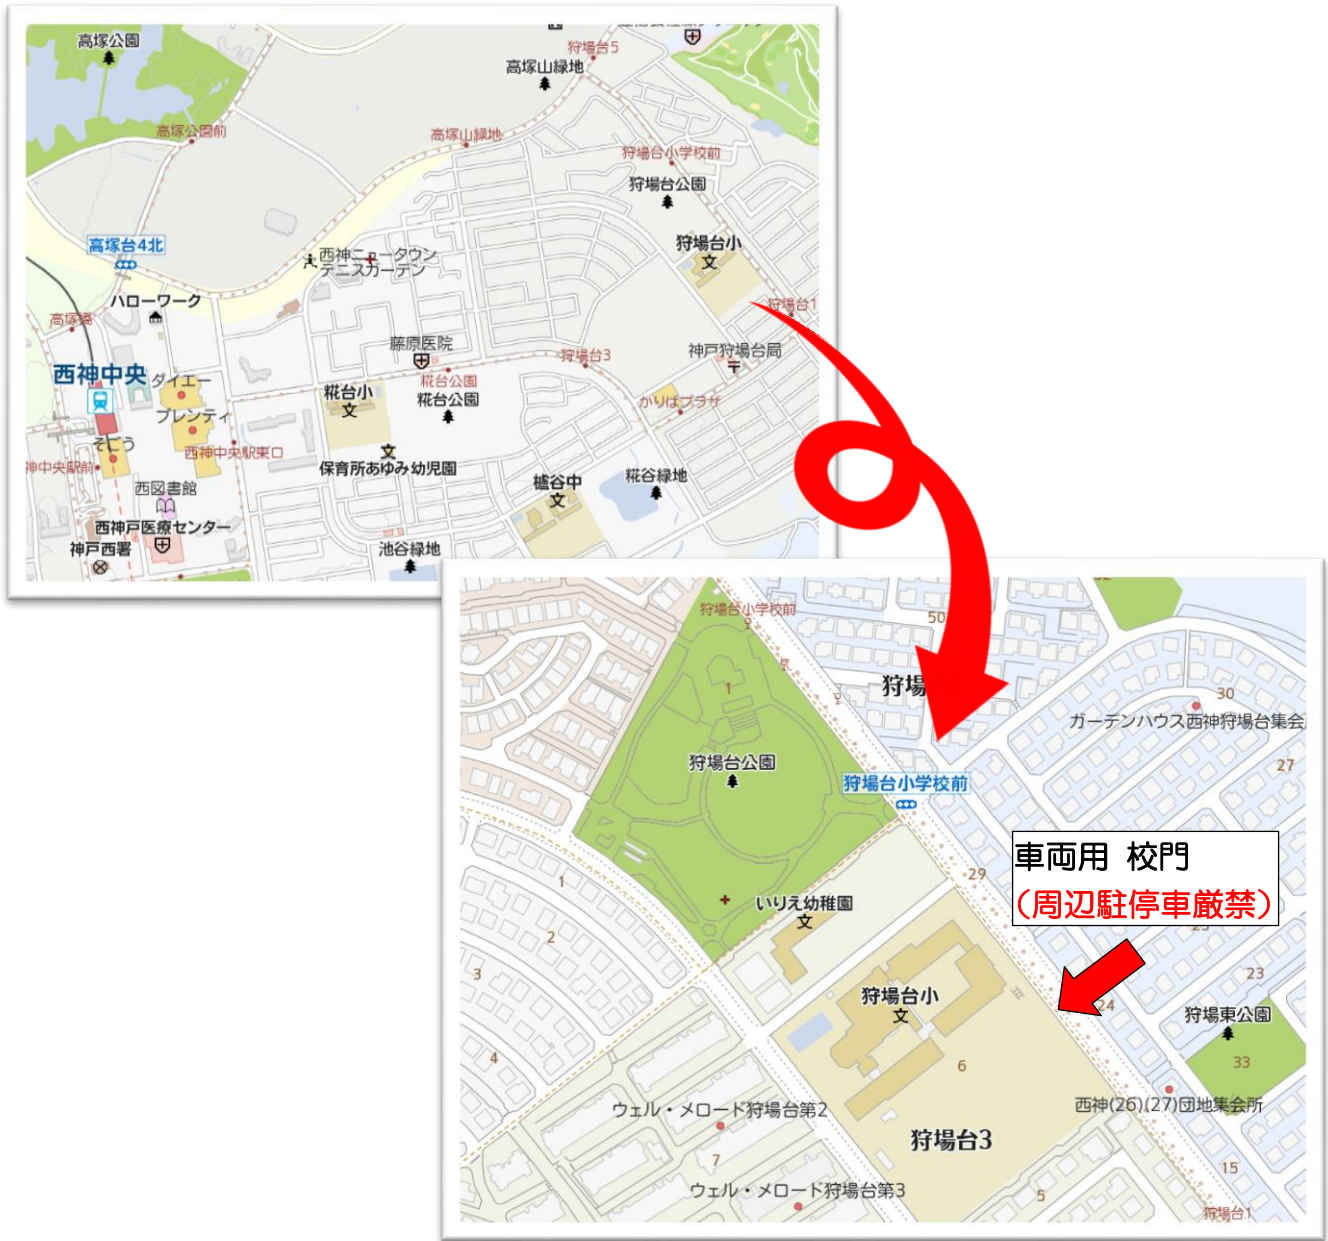 高塚公園
狩場台5
高塚山緑地
高塚公園前
高塚山緑地
狩場台小学校前
狩場台公園
高塚台4北
狩場台小
文
西神ニュータウン
テニスガーデン
ハローワーク
狩場台1
高塚橋
藤原医院
狩場台3
神戸狩場台局
西神中央
ダイエー
糀台公園
糀台小
文
糀台公園
かりばプラザ
プレンティ
そごう
西神中央駅東口
文
保育所あゆみ幼児園
神中央駅前
西図書館
櫨谷中
文
糀谷緑地
西神戸医療センター
神戸西署
池谷緑地
狩場台小学校前
50
狩場
1
30
ガーデンハウス西神狩場台集会
狩場台公園
狩場台小学校前
27
車両用 校門
(周辺駐停車厳禁)
29
1
いりえ幼稚園
文
2
3
23
狩場台小
文
24
狩場東公園
4
6
33
ウェル・メロード狩場台第2
西神(26)(27)団地集会所
狩場台3
7
15
ウェル・メロード狩場台第3
5
狩場台1